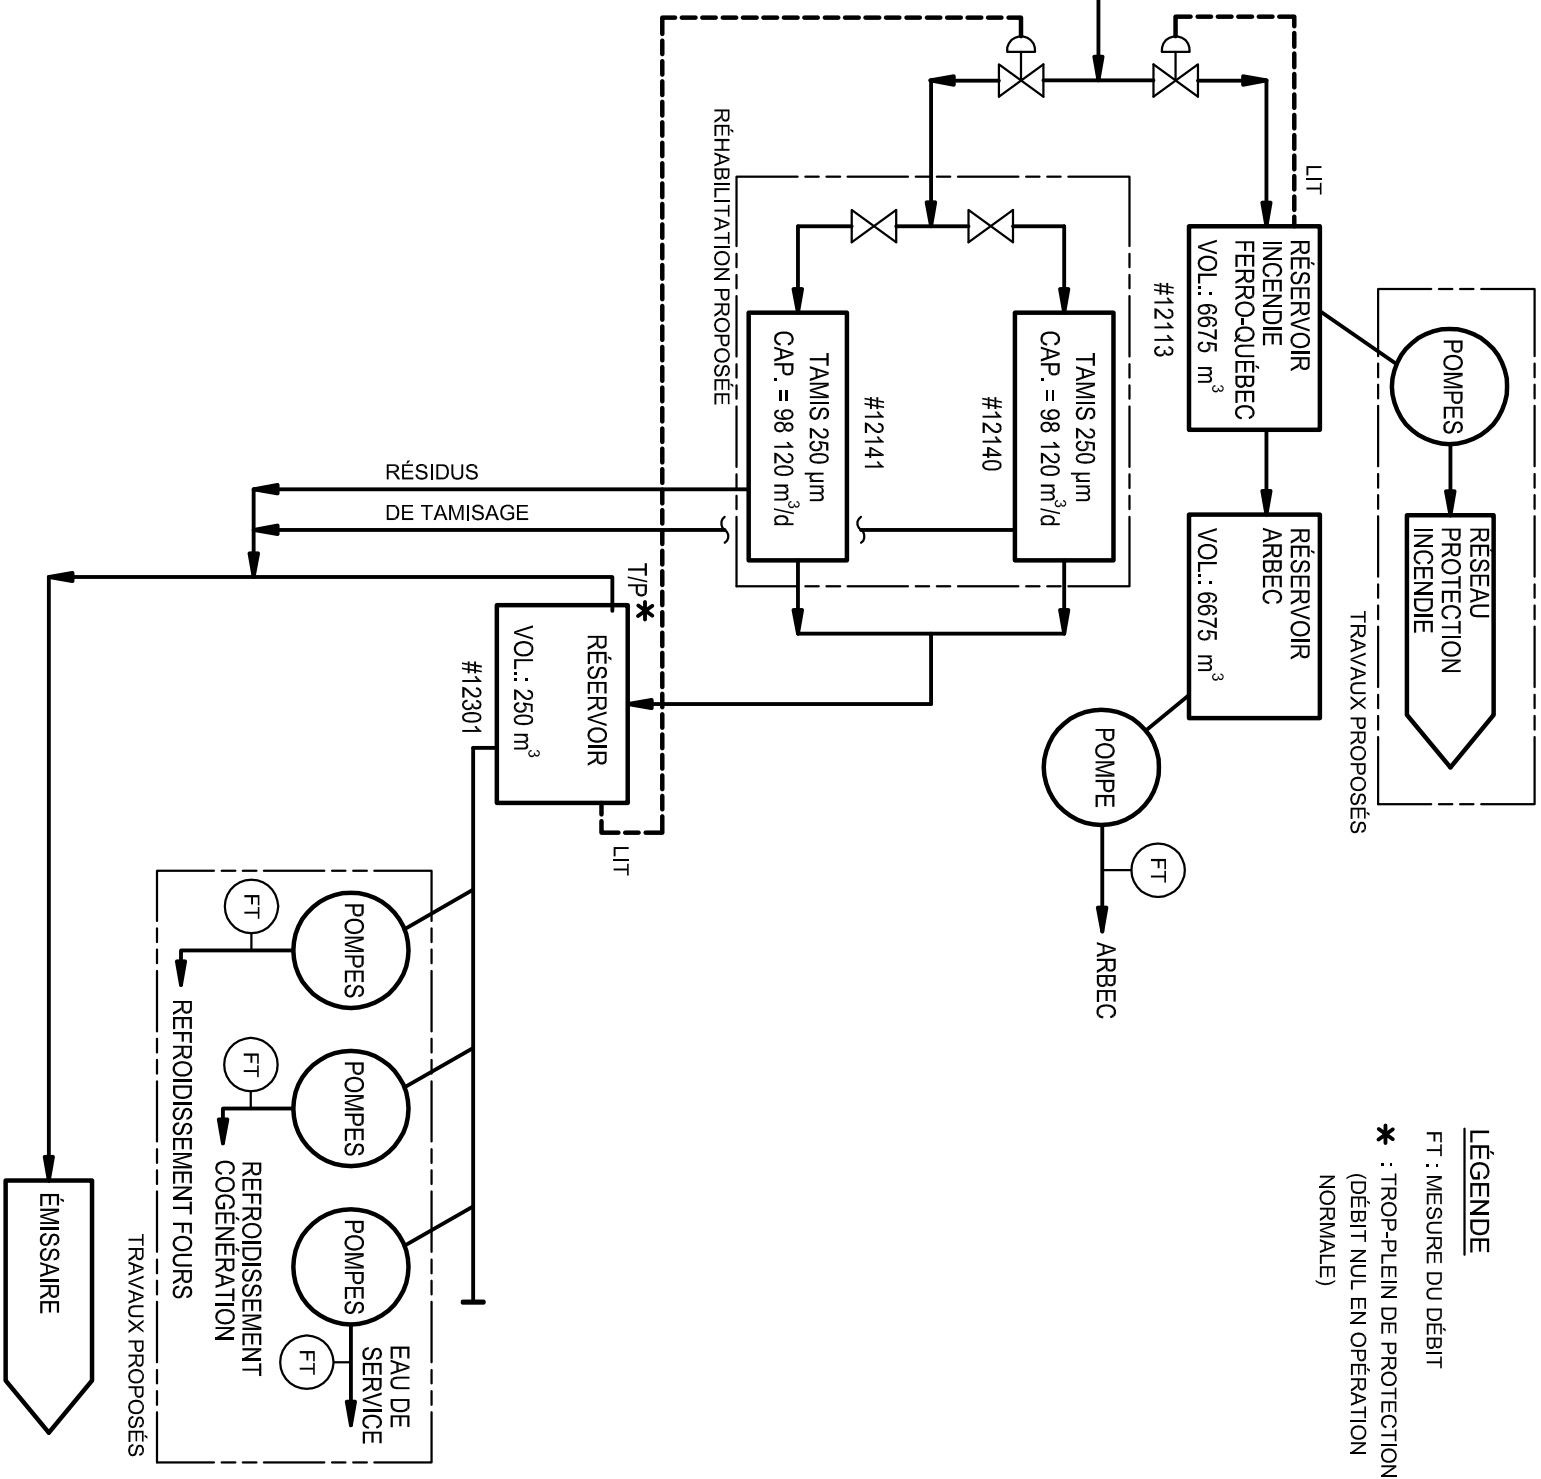 LIT
RÉSERVOIR
INCENDIE
FERRO-QUÉBEC
VOL.: 6675 m³
#12113
POMPES
RÉSEAU
PROTECTION
INCENDIE
TRAVAUX PROPOSÉS
RÉSERVOIR
ARBEC
VOL.: 6675 m³
POMPE
FT
ARBEC
RÉHABILITATION PROPOSÉE
TAMIS 250 µm
CAP. = 98 120 m³/d
#12140
TAMIS 250 µm
CAP. = 98 120 m³/d
#12141
RÉSIDUS
DE TAMISAGE
T/P *
RÉSERVOIR
VOL.: 250 m³
#12301
LIT
POMPES
FT
REFROIDISSEMENT FOURS
POMPES
FT
REFROIDISSEMENT
COGÉNÉRATION
POMPES
FT
EAU DE
SERVICE
TRAVAUX PROPOSÉS
ÉMISSAIRE
LÉGENDE
FT : MESURE DU DÉBIT
* : TROP-PLEIN DE PROTECTION
(DÉBIT NUL EN OPÉRATION
NORMALE)